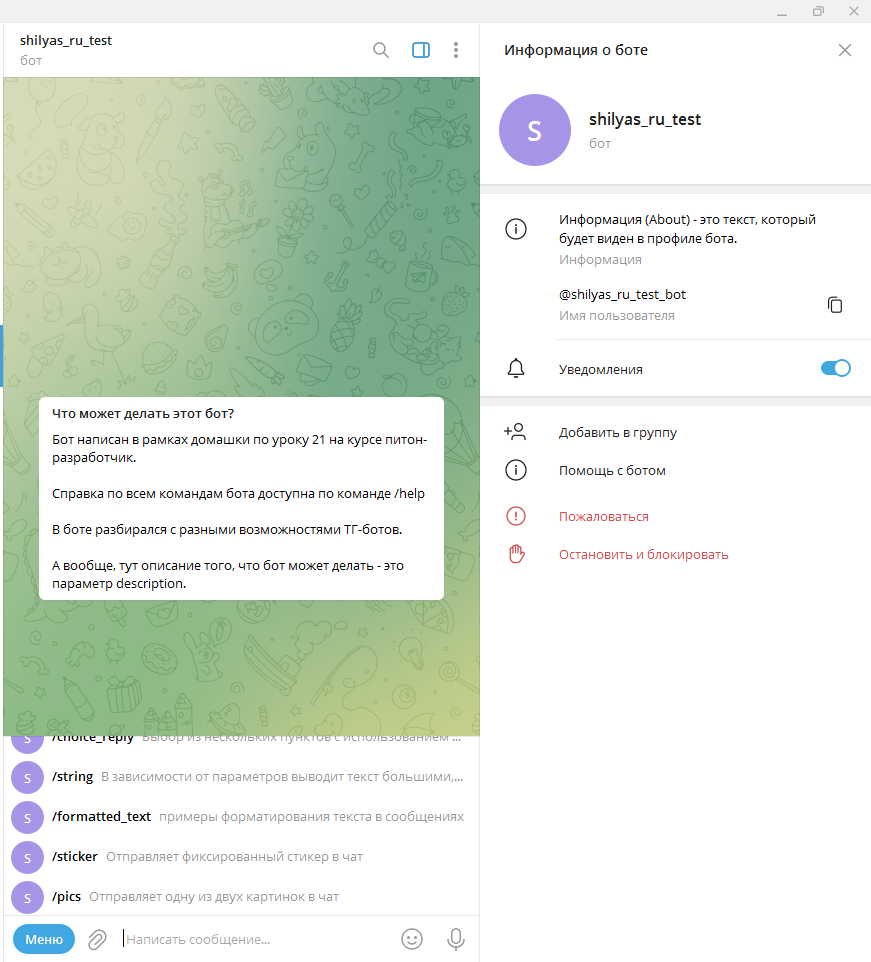 shilyas_ru_test
бот
Информация о боте
S
shilyas_ru_test
бот
Информация (About) - это текст, который
будет виден в профиле бота.
Информация
@shilyas_ru_test_bot
Имя пользователя
Уведомления
Добавить в группу
Помощь с ботом
Пожаловаться
Остановить и блокировать
Что может делать этот бот?
Бот написан в рамках домашки по уроку 21 на курсе питон-
разработчик.
Справка по всем командам бота доступна по команде /help
В боте разбирался с разными возможностями ТГ-ботов.
А вообще, тут описание того, что бот может делать - это
параметр description.
S /choice_reply Выбор из нескольких пунктов с использованием ...
S /string В зависимости от параметров выводит текст большими,...
S /formatted_text примеры форматирования текста в сообщениях
S /sticker Отправляет фиксированный стикер в чат
S /pics Отправляет одну из двух картинок в чат
Меню Написать сообщение...